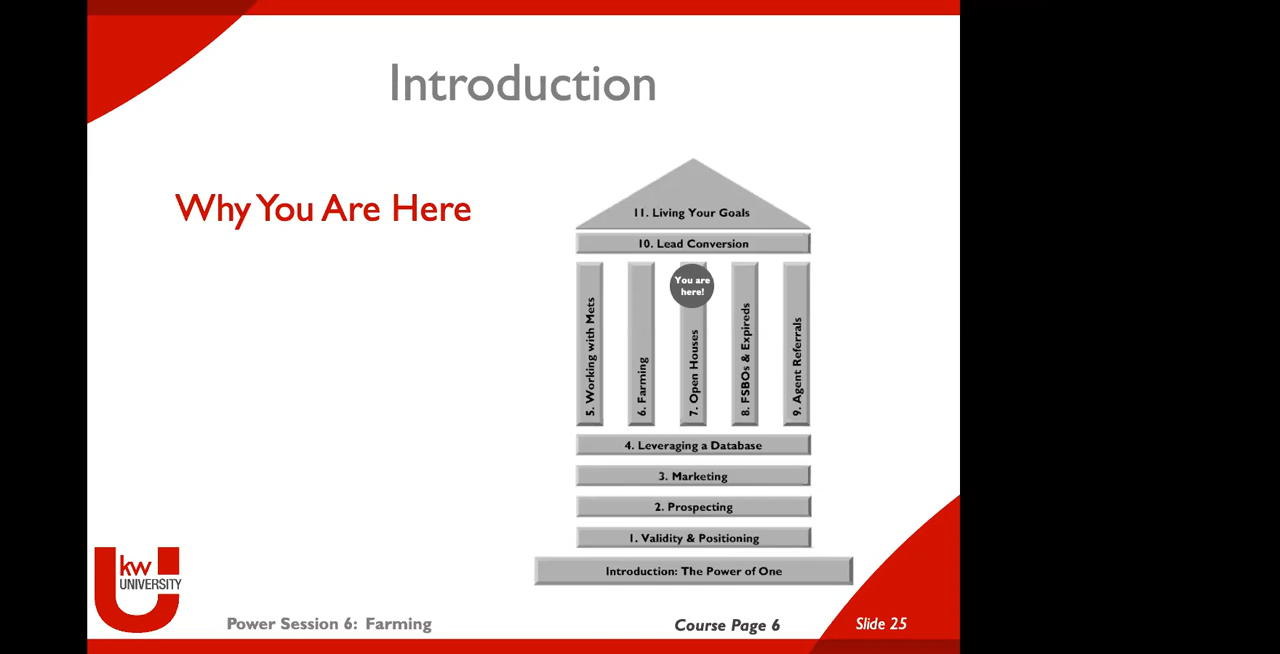 Introduction
Why You Are Here
11. Living Your Goals
10. Lead Conversion
You are
here!
5. Working with Mets
6. Farming
7. Open Houses
8. FSBOs & Expireds
9. Agent Referrals
4. Leveraging a Database
3. Marketing
2. Prospecting
1. Validity & Positioning
Introduction: The Power of One
kw
UNIVERSITY
Power Session 6: Farming
Course Page 6
Slide 25